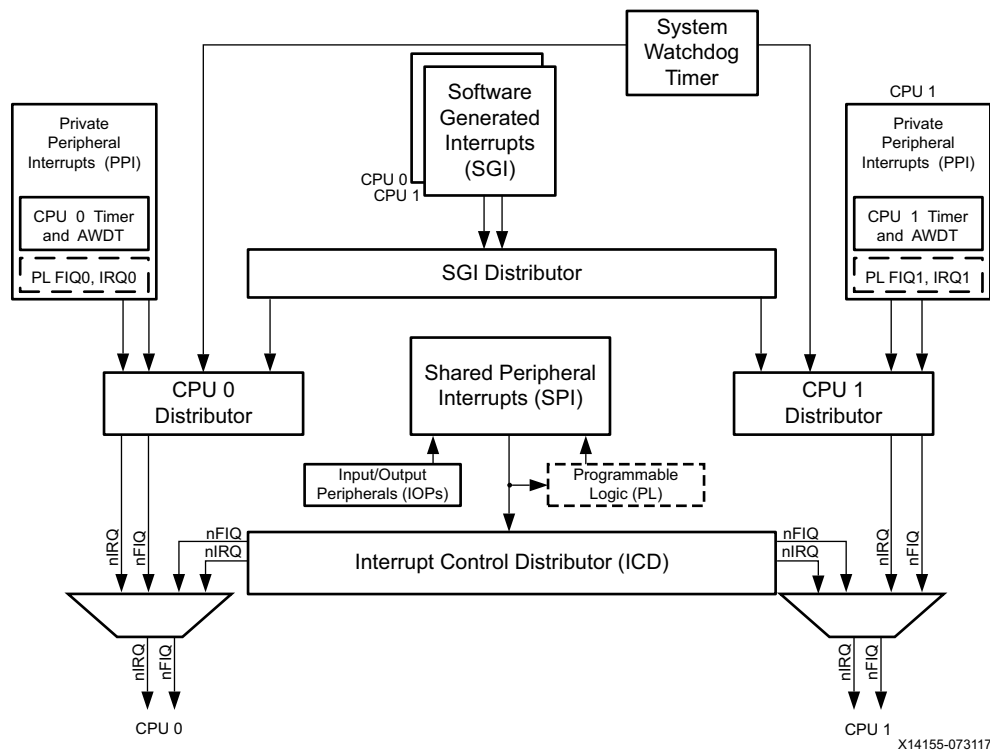 System
Watchdog
Timer
Software
Generated
Interrupts
(SGI)
CPU 0
CPU 1
Private
Peripheral
Interrupts (PPI)
CPU 0 Timer
and AWDT
PL FIQ0, IRQ0
CPU 1
Private
Peripheral
Interrupts (PPI)
CPU 1 Timer
and AWDT
PL FIQ1, IRQ1
SGI Distributor
CPU 0
Distributor
Shared Peripheral
Interrupts (SPI)
CPU 1
Distributor
Input/Output
Peripherals (IOPs)
Programmable
Logic (PL)
nIRQ
nFIQ
nFIQ
nIRQ
Interrupt Control Distributor (ICD)
nFIQ
nIRQ
nIRQ
nFIQ
nIRQ
nFIQ
nIRQ
nFIQ
CPU 0
CPU 1
X14155-073117